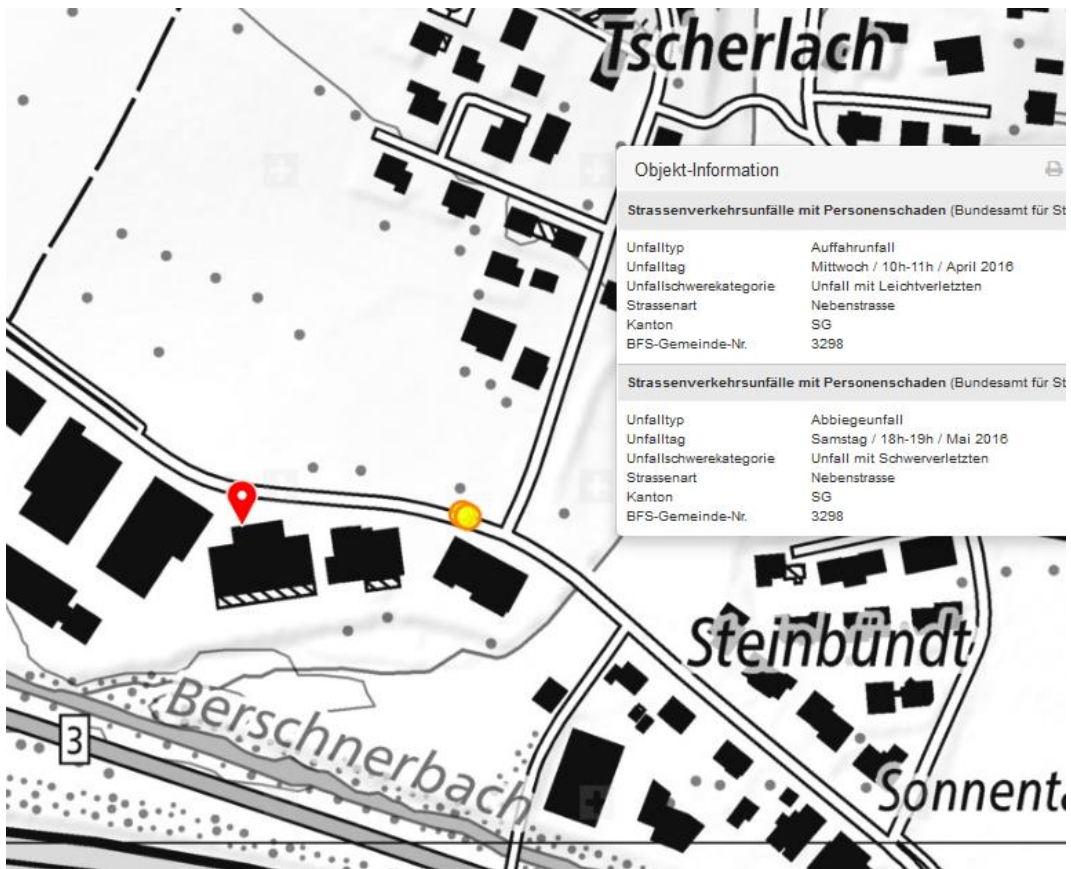 Tscherlach
Objekt-Information
Strassenverkehrsunfälle mit Personenschaden (Bundesamt für St
Unfalltyp Auffahrunfall
Unfalltag Mittwoch / 10h-11h / April 2016
Unfallschwerekategorie Unfall mit Leichtverletzten
Strassenart Nebenstrasse
Kanton SG
BFS-Gemeinde-Nr. 3298
Strassenverkehrsunfälle mit Personenschaden (Bundesamt für St
Unfalltyp Abbiegeunfall
Unfalltag Samstag / 18h-19h / Mai 2016
Unfallschwerekategorie Unfall mit Schwerverletzten
Strassenart Nebenstrasse
Kanton SG
BFS-Gemeinde-Nr. 3298
Steinbündt
Berschnerbach
3
Sonnenta